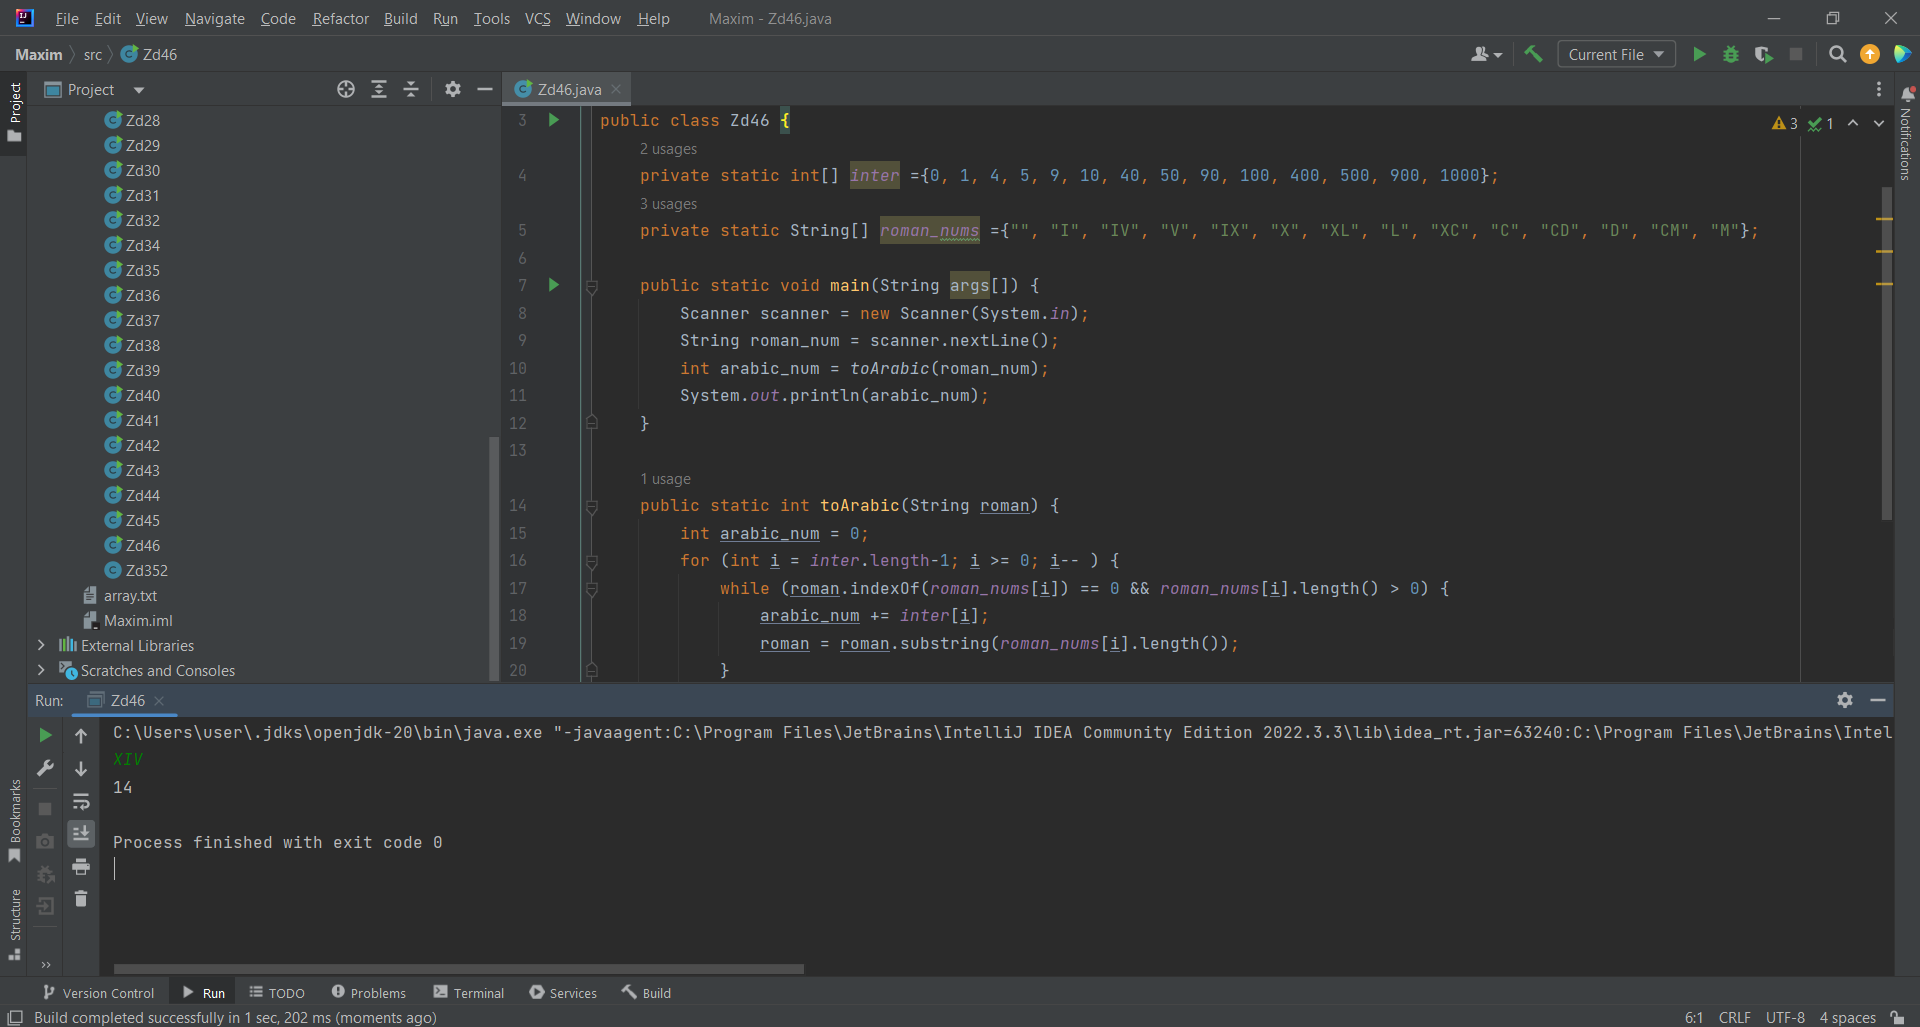 File Edit View Navigate Code Refactor Build Run Tools VCS Window Help Maxim - Zd46.java
Maxim src Zd46 Current File
Project
Project
Zd46.java
Zd28
Zd29
Zd30
Zd31
Zd32
Zd34
Zd35
Zd36
Zd37
Zd38
Zd39
Zd40
Zd41
Zd42
Zd43
Zd44
Zd45
Zd46
Zd352
array.txt
Maxim.iml
External Libraries
Scratches and Consoles
3 public class Zd46 {
2 usages
4 private static int[] inter ={0, 1, 4, 5, 9, 10, 40, 50, 90, 100, 400, 500, 900, 1000};
3 usages
5 private static String[] roman_nums ={"", "I", "IV", "V", "IX", "X", "XL", "L", "XC", "C", "CD", "D", "CM", "M"};
6
7 public static void main(String args[]) {
8 Scanner scanner = new Scanner(System.in);
9 String roman_num = scanner.nextLine();
10 int arabic_num = toArabic(roman_num);
11 System.out.println(arabic_num);
12 }
13
1 usage
14 public static int toArabic(String roman) {
15 int arabic_num = 0;
16 for (int i = inter.length-1; i >= 0; i-- ) {
17 while (roman.indexOf(roman_nums[i]) == 0 && roman_nums[i].length() > 0) {
18 arabic_num += inter[i];
19 roman = roman.substring(roman_nums[i].length());
20 }
3 1
Notifications
Run: Zd46
C:\Users\user\.jdks\openjdk-20\bin\java.exe "-javaagent:C:\Program Files\JetBrains\IntelliJ IDEA Community Edition 2022.3.3\lib\idea_rt.jar=63240:C:\Program Files\JetBrains\Intel
XIV
14
Process finished with exit code 0
Bookmarks
Structure
Version Control Run TODO Problems Terminal Services Build
Build completed successfully in 1 sec, 202 ms (moments ago) 6:1 CRLF UTF-8 4 spaces